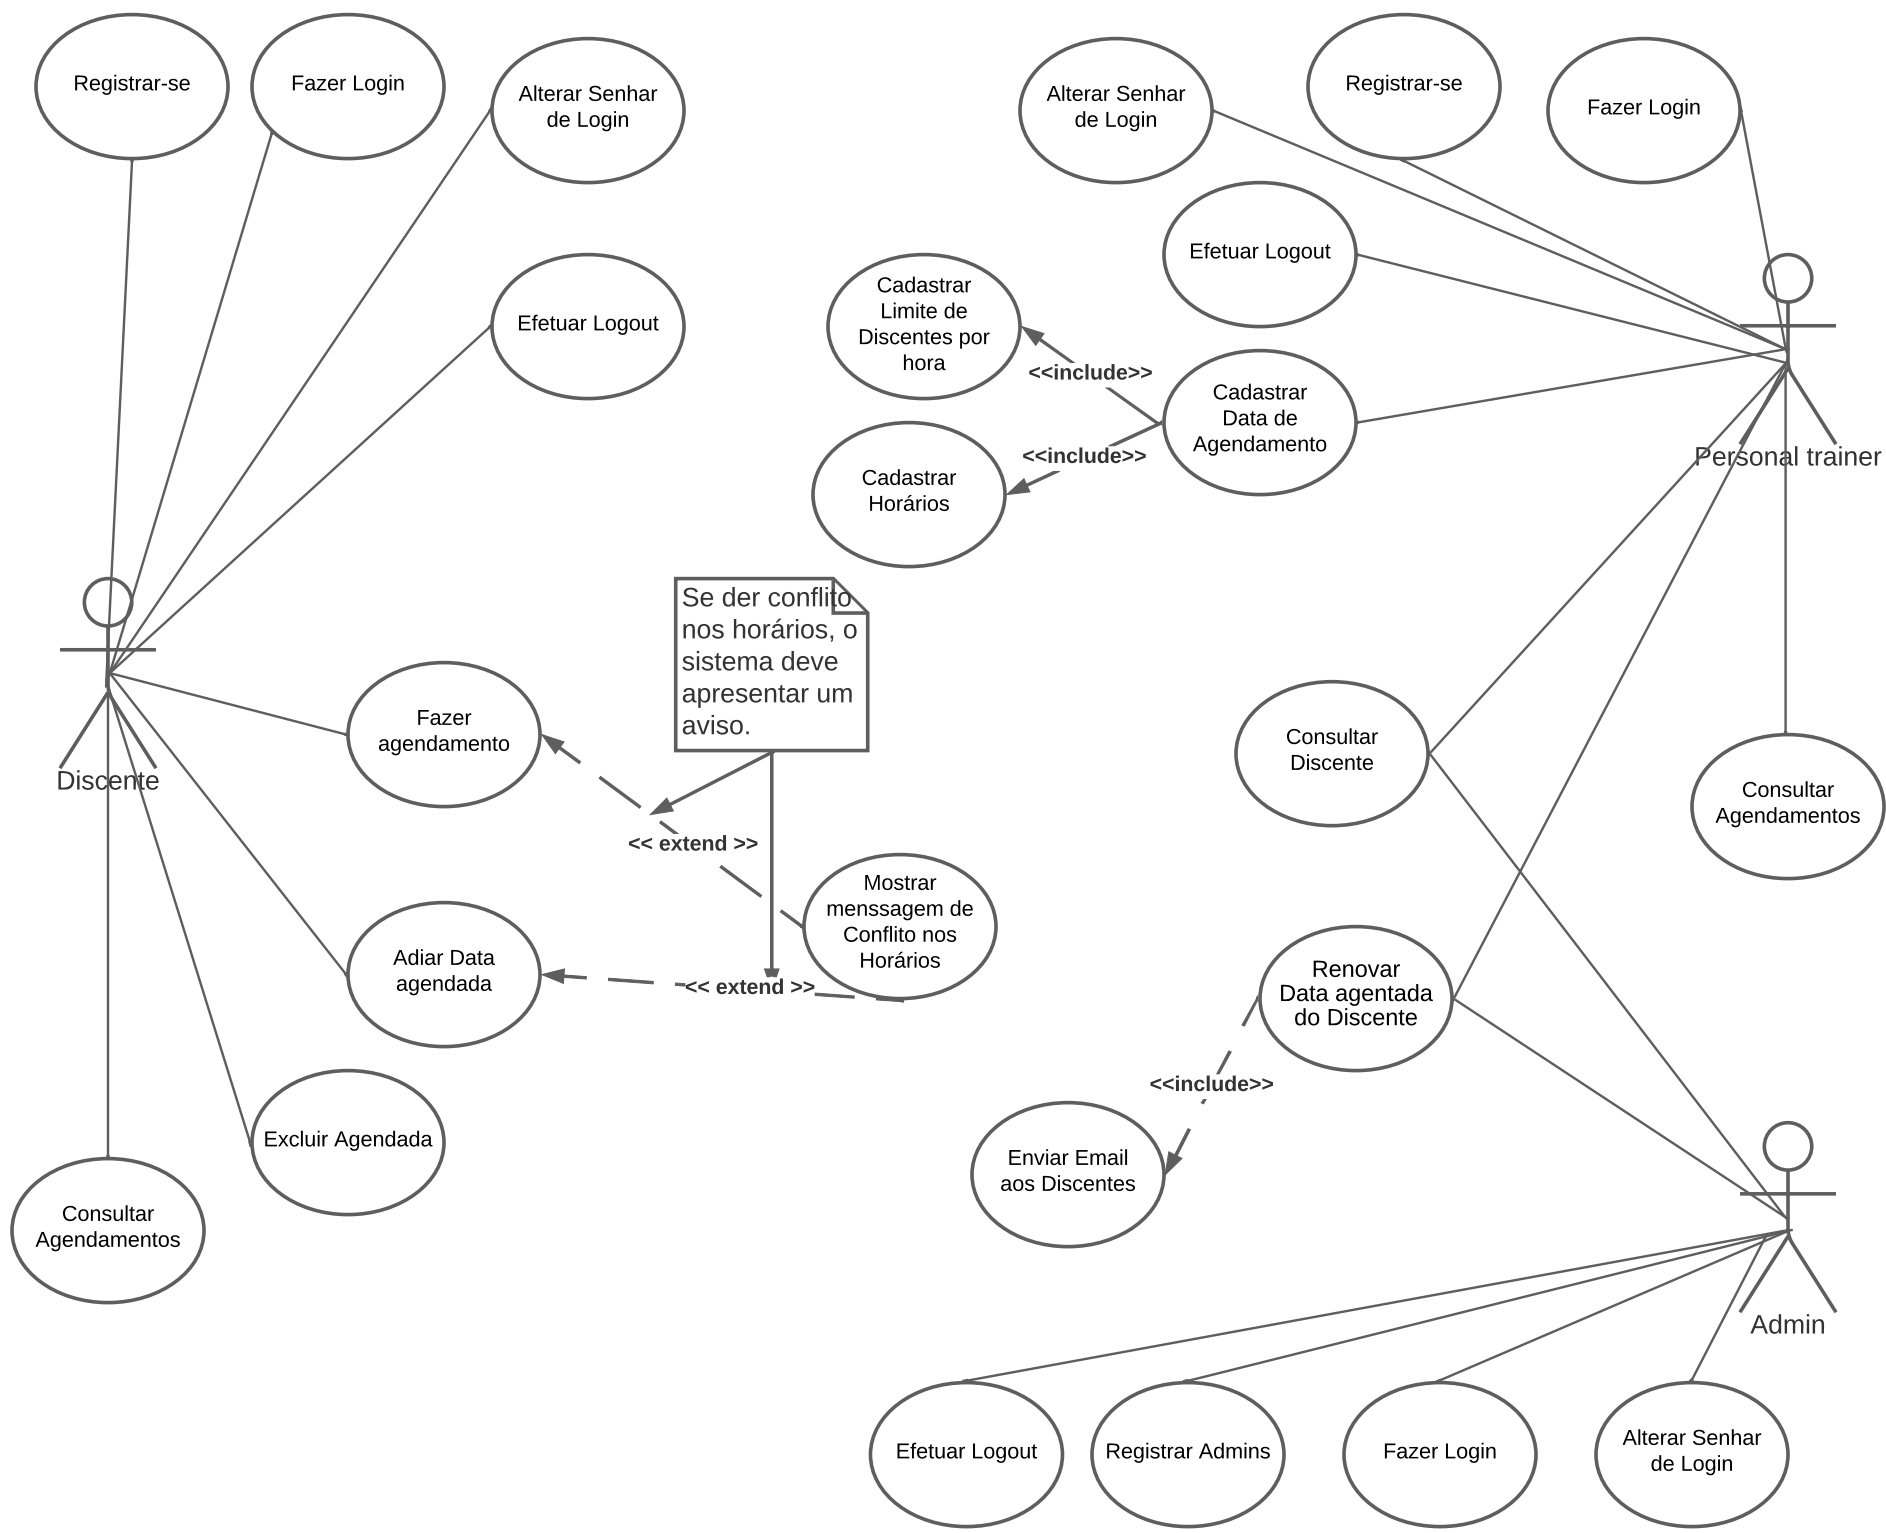 Registrar-se
Fazer Login
Alterar Senhar
de Login
Alterar Senhar
de Login
Registrar-se
Fazer Login
Efetuar Logout
Efetuar Logout
Cadastrar
Limite de
Discentes por
hora
<<include>>
Cadastrar
Data de
Agendamento
<<include>>
Cadastrar
Horários
Personal trainer
Se der conflito
nos horários, o
sistema deve
apresentar um
aviso.
Fazer
agendamento
Discente
<< extend >>
Mostrar
menssagem de
Conflito nos
Horários
Adiar Data
agendada
<< extend >>
Consultar
Discente
Consultar
Agendamentos
Renovar
Data agentada
do Discente
<<include>>
Enviar Email
aos Discentes
Excluir Agendada
Consultar
Agendamentos
Admin
Efetuar Logout
Registrar Admins
Fazer Login
Alterar Senhar
de Login